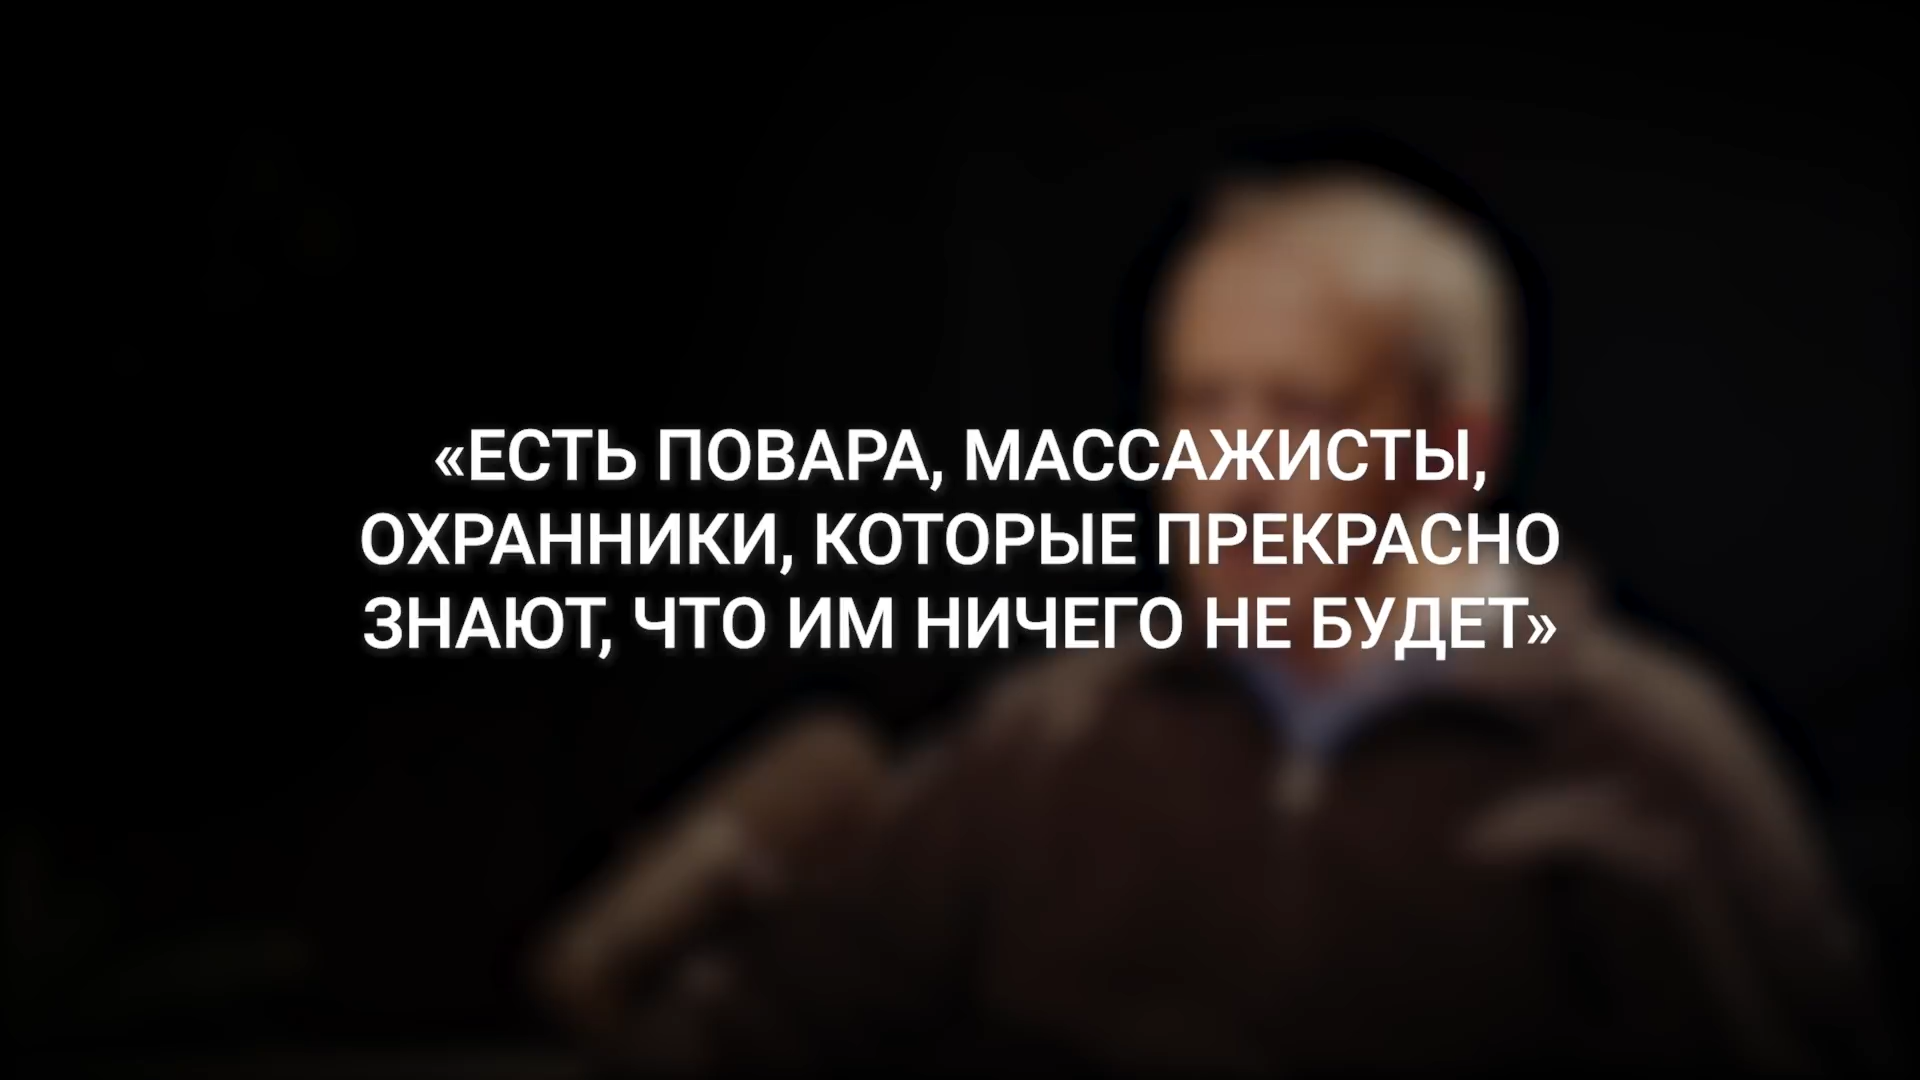 «ЕСТЬ ПОВАРА, МАССАЖИСТЫ,
ОХРАННИКИ, КОТОРЫЕ ПРЕКРАСНО
ЗНАЮТ, ЧТО ИМ НИЧЕГО НЕ БУДЕТ»